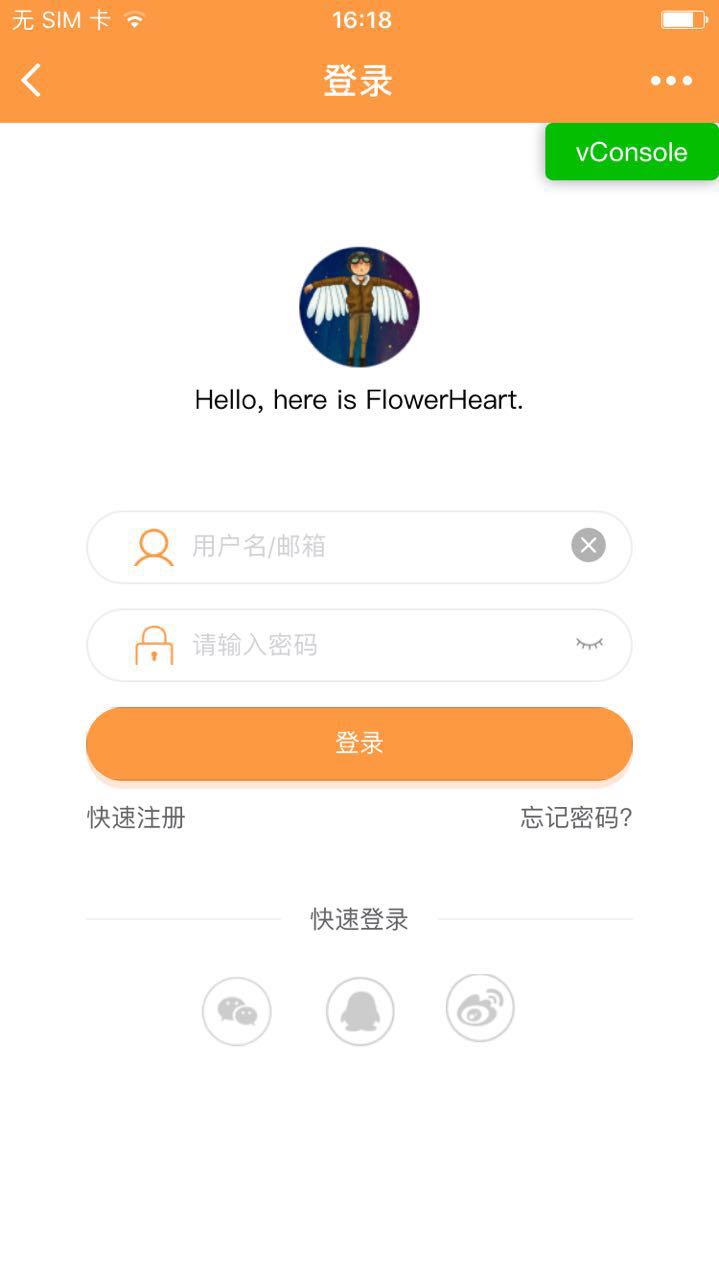 无 SIM 卡 16:18
登录
vConsole
Hello, here is FlowerHeart.
用户名/邮箱
请输入密码
登录
快速注册 忘记密码?
快速登录